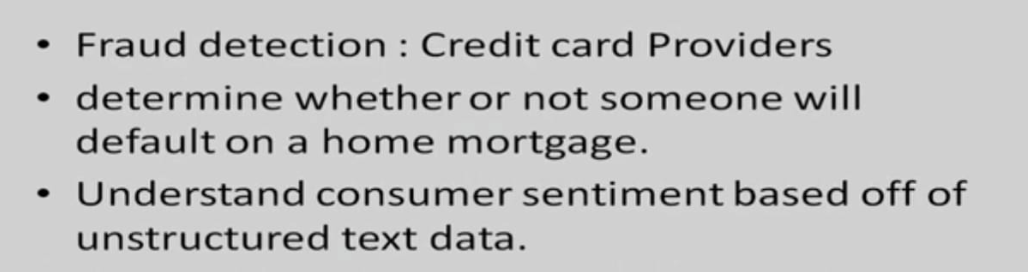 • Fraud detection : Credit card Providers
• determine whether or not someone will
default on a home mortgage.
• Understand consumer sentiment based off of
unstructured text data.